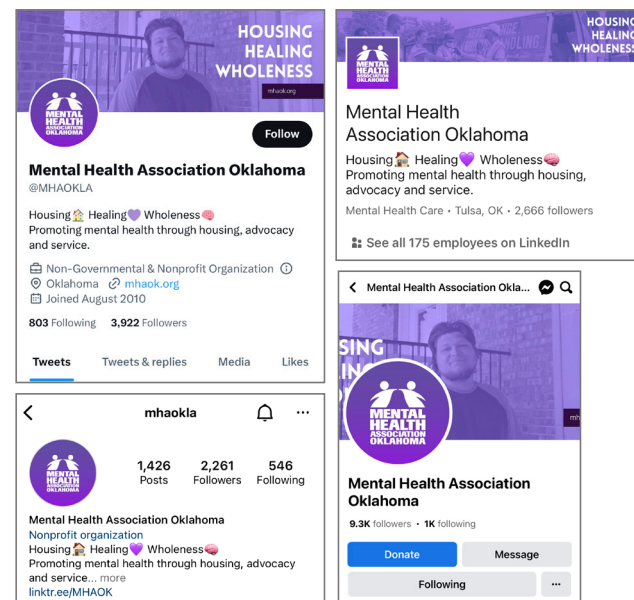 HOUSING
HEALING
WHOLENESS
mhaok.org
MENTAL
HEALTH
ASSOCIATION
OKLAHOMA
Follow
Mental Health Association Oklahoma
@MHAOKLA
Housing🏠 Healing💜 Wholeness🧠
Promoting mental health through housing, advocacy
and service.
Non-Governmental & Nonprofit Organization
Oklahoma mhaok.org
Joined August 2010
803 Following 3,922 Followers
Tweets Tweets & replies Media Likes
HOUSING
HEALING
WHOLENESS
MENTAL
HEALTH
ASSOCIATION
OKLAHOMA
Mental Health
Association Oklahoma
Housing🏠 Healing💜 Wholeness🧠
Promoting mental health through housing,
advocacy and service.
Mental Health Care • Tulsa, OK • 2,666 followers
See all 175 employees on LinkedIn
mhaokla
MENTAL
HEALTH
ASSOCIATION
OKLAHOMA
1,426 2,261 546
Posts Followers Following
Mental Health Association Oklahoma
Nonprofit organization
Housing🏠 Healing💜 Wholeness🧠
Promoting mental health through housing, advocacy
and service... more
linktr.ee/MHAOK
Mental Health Association Okla...
SING
IN
mh
MENTAL
HEALTH
ASSOCIATION
OKLAHOMA
Mental Health Association
Oklahoma
9.3K followers • 1K following
Donate Message
Following ...